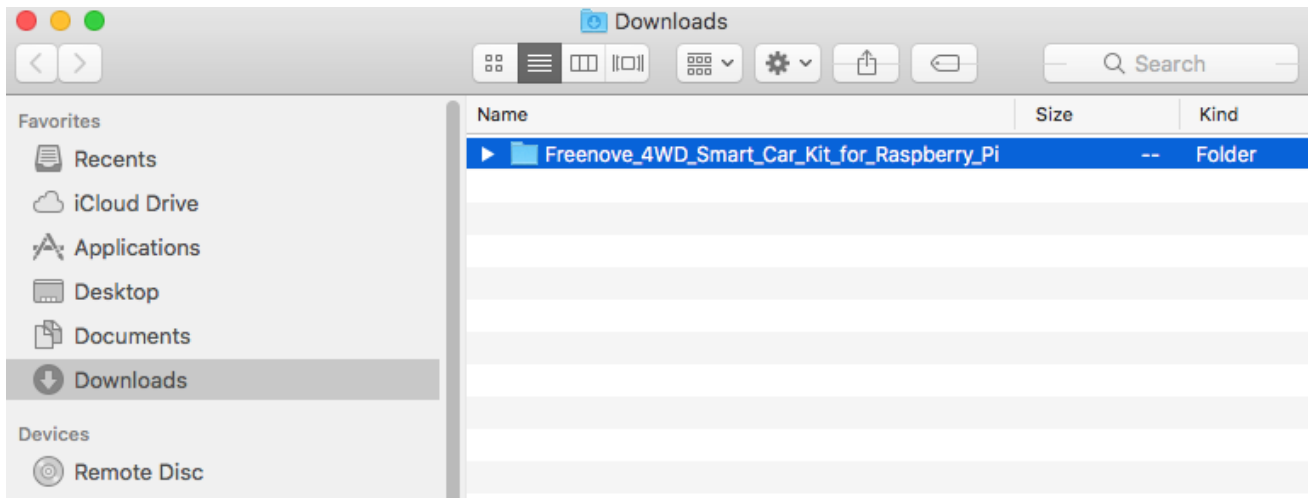 Downloads
Search
Favorites
Recents
iCloud Drive
Applications
Desktop
Documents
Downloads
Devices
Remote Disc
Name Size Kind
Freenove_4WD_Smart_Car_Kit_for_Raspberry_Pi -- Folder